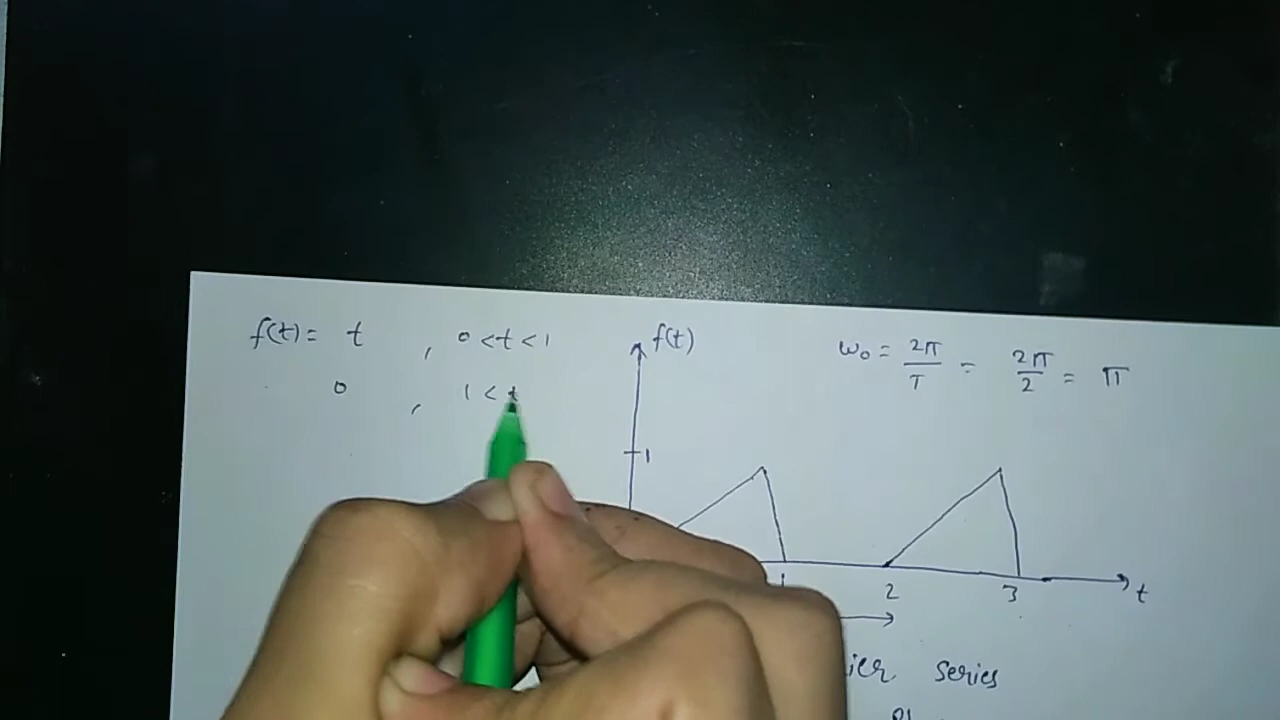 f(t) = t , 0 < t < 1
0 , 1 < t
f(t)
ω₀ = 2π/T = 2π/2 = π
1
2 3 t
series